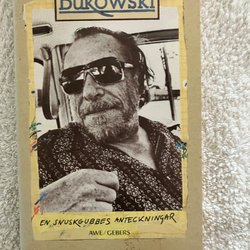 BUKOWSKI
EN SNUSKGUBBES ANTECKNINGAR
AWE/GEBERS